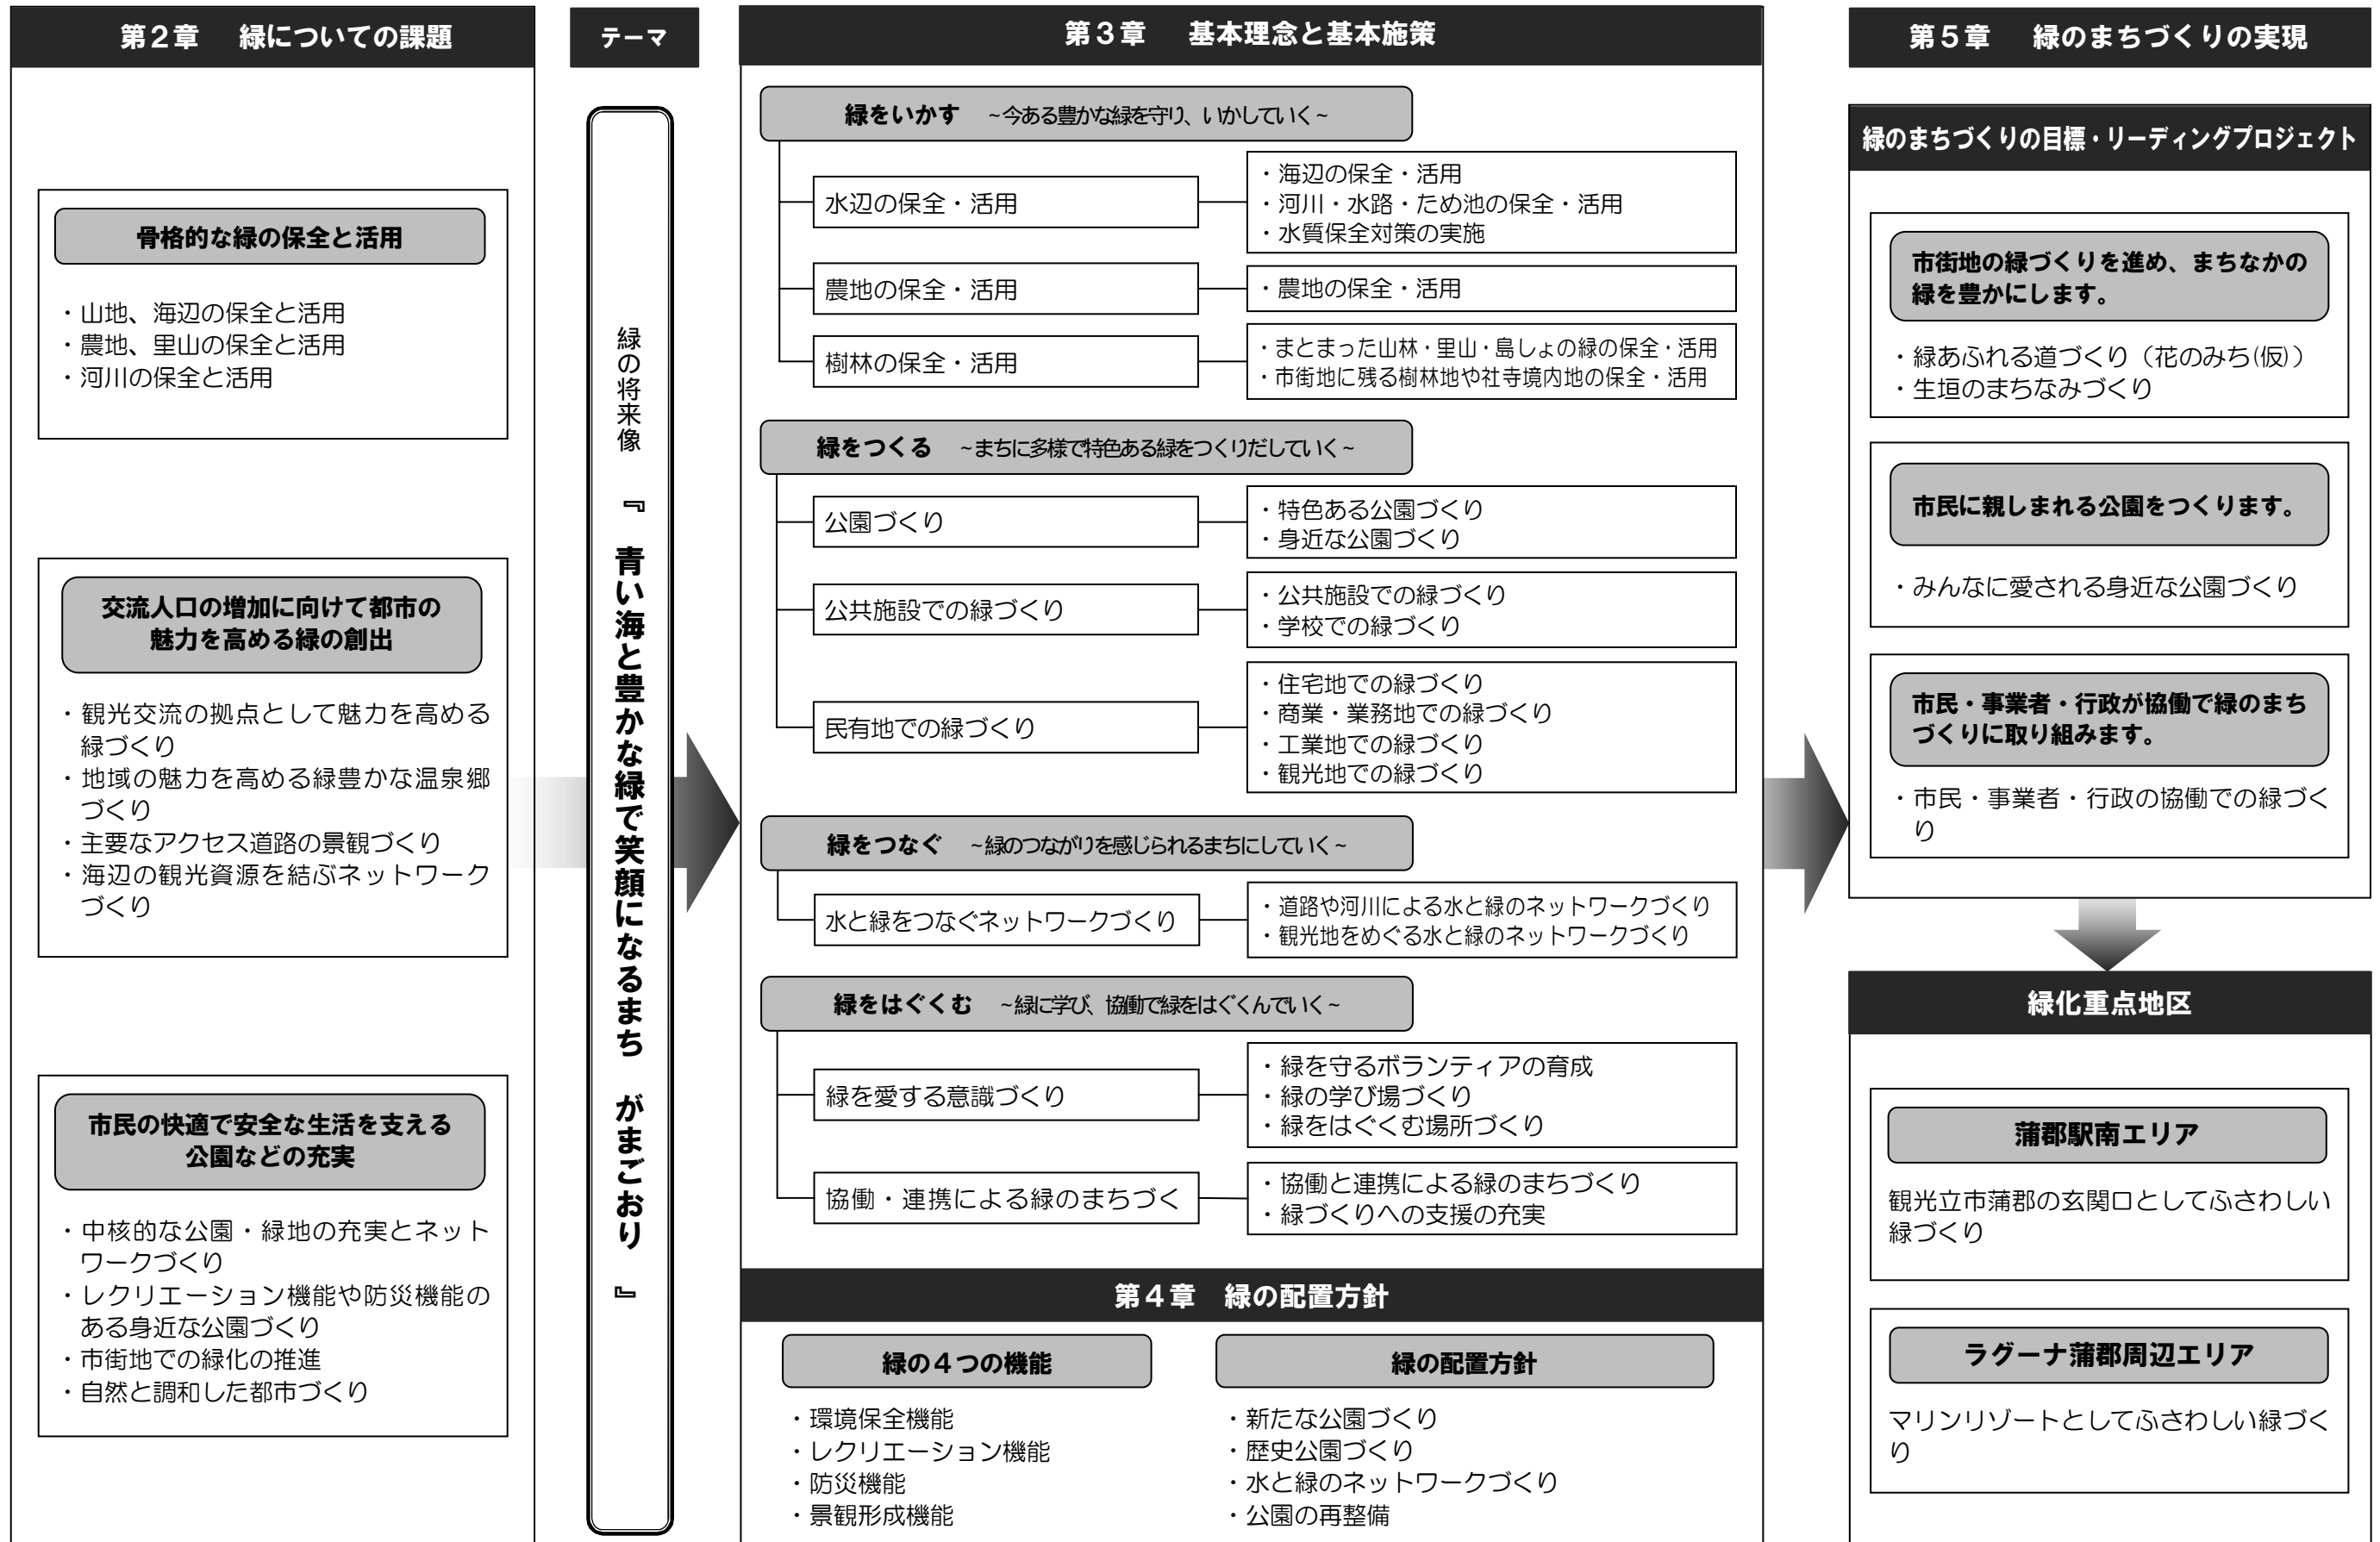 第2章　緑についての課題
骨格的な緑の保全と活用
・山地、海辺の保全と活用
・農地、里山の保全と活用
・河川の保全と活用
交流人口の増加に向けて都市の
魅力を高める緑の創出
・観光交流の拠点として魅力を高める
緑づくり
・地域の魅力を高める緑豊かな温泉郷
づくり
・主要なアクセス道路の景観づくり
・海辺の観光資源を結ぶネットワーク
づくり
市民の快適で安全な生活を支える
公園などの充実
・中核的な公園・緑地の充実とネット
ワークづくり
・レクリエーション機能や防災機能の
ある身近な公園づくり
・市街地での緑化の推進
・自然と調和した都市づくり
テーマ
緑の将来像　『　青い海と豊かな緑で笑顔になるまち　がまごおり　』
第3章　基本理念と基本施策
緑をいかす　～今ある豊かな緑を守り、いかしていく～
水辺の保全・活用
・海辺の保全・活用
・河川・水路・ため池の保全・活用
・水質保全対策の実施
農地の保全・活用
・農地の保全・活用
樹林の保全・活用
・まとまった山林・里山・島しょの緑の保全・活用
・市街地に残る樹林地や社寺境内地の保全・活用
緑をつくる　～まちに多様で特色ある緑をつくりだしていく～
公園づくり
・特色ある公園づくり
・身近な公園づくり
公共施設での緑づくり
・公共施設での緑づくり
・学校での緑づくり
民有地での緑づくり
・住宅地での緑づくり
・商業・業務地での緑づくり
・工業地での緑づくり
・観光地での緑づくり
緑をつなぐ　～緑のつながりを感じられるまちにしていく～
水と緑をつなぐネットワークづくり
・道路や河川による水と緑のネットワークづくり
・観光地をめぐる水と緑のネットワークづくり
緑をはぐくむ　～緑に学び、協働で緑をはぐくんでいく～
緑を愛する意識づくり
・緑を守るボランティアの育成
・緑の学び場づくり
・緑をはぐくむ場所づくり
協働・連携による緑のまちづく
・協働と連携による緑のまちづくり
・緑づくりへの支援の充実
第4章　緑の配置方針
緑の４つの機能
・環境保全機能
・レクリエーション機能
・防災機能
・景観形成機能
緑の配置方針
・新たな公園づくり
・歴史公園づくり
・水と緑のネットワークづくり
・公園の再整備
第5章　緑のまちづくりの実現
緑のまちづくりの目標・リーディングプロジェクト
市街地の緑づくりを進め、まちなかの
緑を豊かにします。
・緑あふれる道づくり（花のみち(仮)）
・生垣のまちなみづくり
市民に親しまれる公園をつくります。
・みんなに愛される身近な公園づくり
市民・事業者・行政が協働で緑のまち
づくりに取り組みます。
・市民・事業者・行政の協働での緑づく
り
緑化重点地区
蒲郡駅南エリア
観光立市蒲郡の玄関口としてふさわしい
緑づくり
ラグーナ蒲郡周辺エリア
マリンリゾートとしてふさわしい緑づく
り